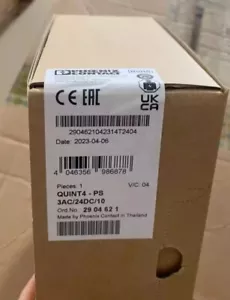 PHOENIX
CONTACT
CE EAC UK
CA
2904621042314T2404
Date: 2023-04-06
4 046356 986878
Pieces: 1
V/C: 04
QUINT4 - PS
3AC/24DC/10
Ord.No.: 29 04 62 1
Made by Phoenix Contact in Thailand